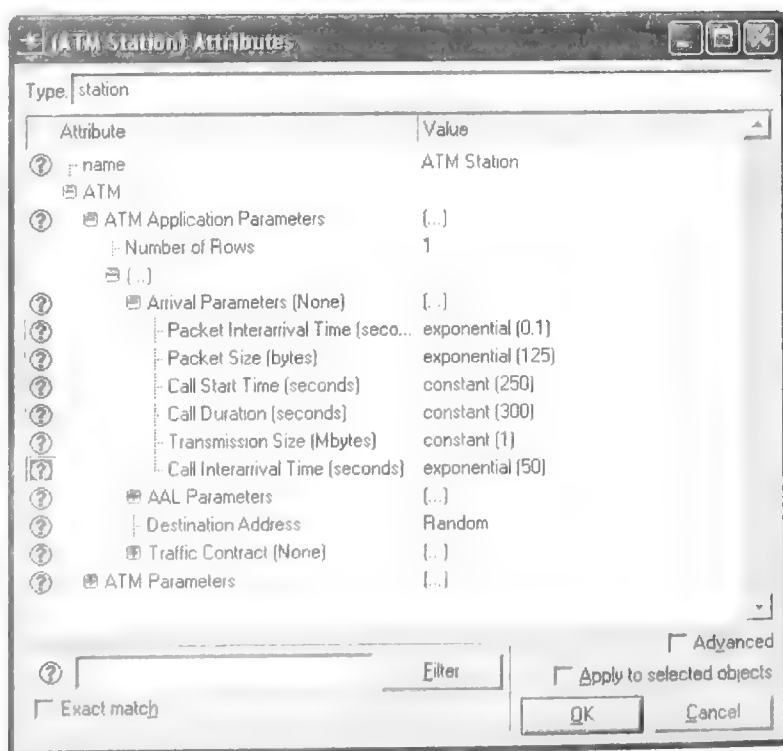 (ATM Station) Attributes
Type: station
Attribute Value
name ATM Station
ATM
ATM Application Parameters (...)
Number of Rows 1
(...)
Arrival Parameters (None) (...)
Packet Interarrival Time (seco... exponential (0.1)
Packet Size (bytes) exponential (125)
Call Start Time (seconds) constant (250)
Call Duration (seconds) constant (300)
Transmission Size (Mbytes) constant (1)
Call Interarrival Time (seconds) exponential (50)
AAL Parameters (...)
Destination Address Random
Traffic Contract (None) (...)
ATM Parameters (...)
Advanced
Filter
Apply to selected objects
Exact match
OK
Cancel